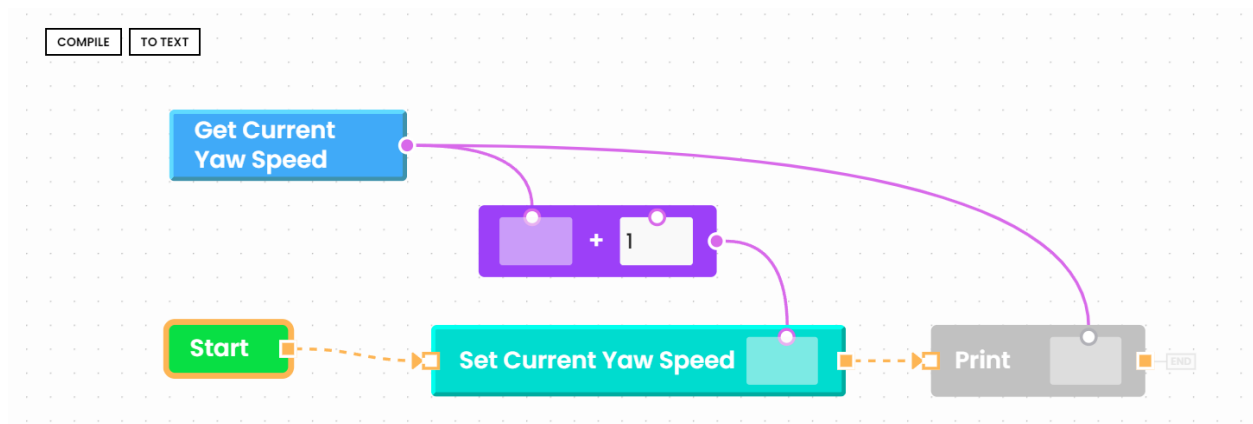 COMPILE TO TEXT
Get Current
Yaw Speed
+ 1
Start
Set Current Yaw Speed
Print
END